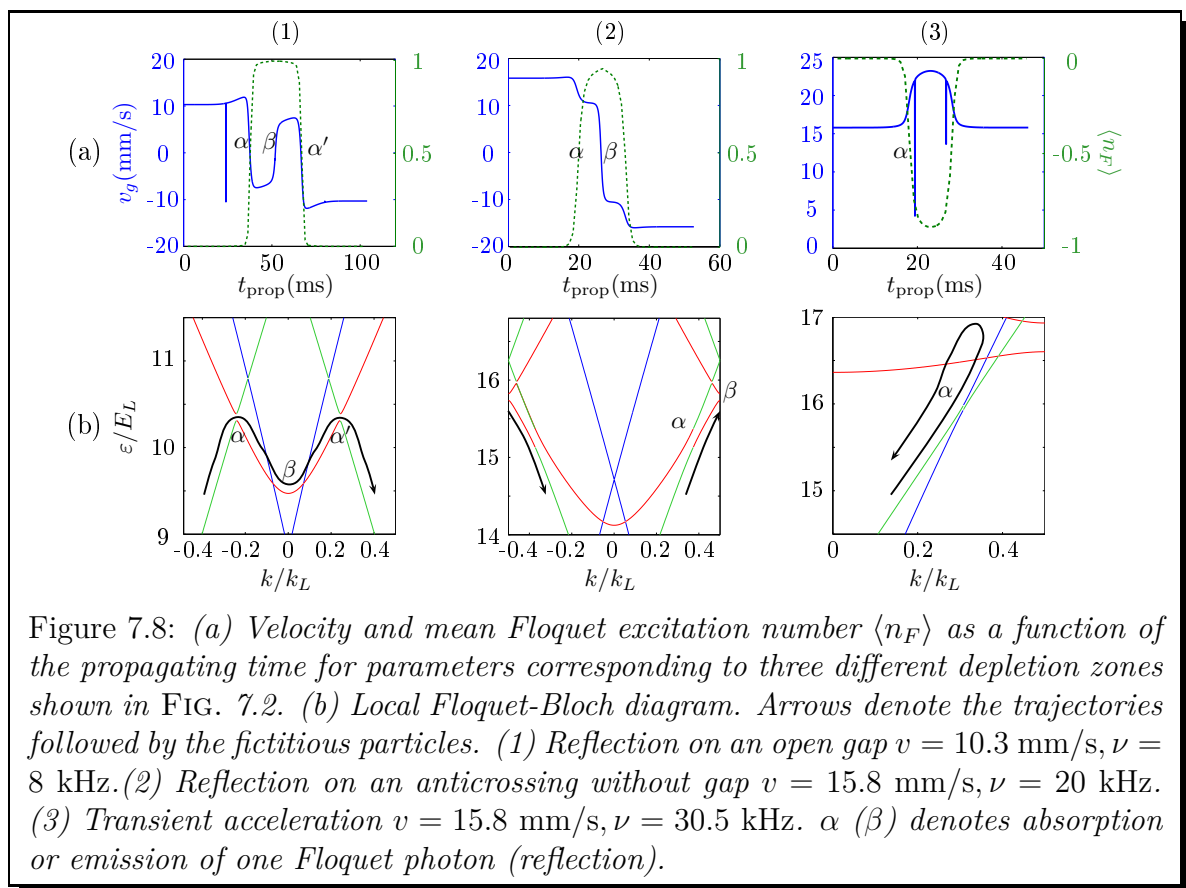 (1) (2) (3)
(a)
v_g(mm/s)
20
10
0
-10
-20
0 50 100
t_prop(ms)
1
0.5
0
α β α′
20
10
0
-10
-20
0 20 40 60
t_prop(ms)
1
0.5
0
α β
25
20
15
10
5
0
0 20 40
t_prop(ms)
0
-0.5
-1
⟨n_F⟩
α
(b)
ε/E_L
11
10
9
-0.4 -0.2 0 0.2 0.4
k/k_L
α β α′
16
15
14
-0.4 -0.2 0 0.2 0.4
k/k_L
α β
17
16
15
0 0.2 0.4
k/k_L
α
Figure 7.8: (a) Velocity and mean Floquet excitation number ⟨n_F⟩ as a function of
the propagating time for parameters corresponding to three different depletion zones
shown in FIG. 7.2. (b) Local Floquet-Bloch diagram. Arrows denote the trajectories
followed by the fictitious particles. (1) Reflection on an open gap v = 10.3 mm/s, ν =
8 kHz.(2) Reflection on an anticrossing without gap v = 15.8 mm/s, ν = 20 kHz.
(3) Transient acceleration v = 15.8 mm/s, ν = 30.5 kHz. α (β) denotes absorption
or emission of one Floquet photon (reflection).